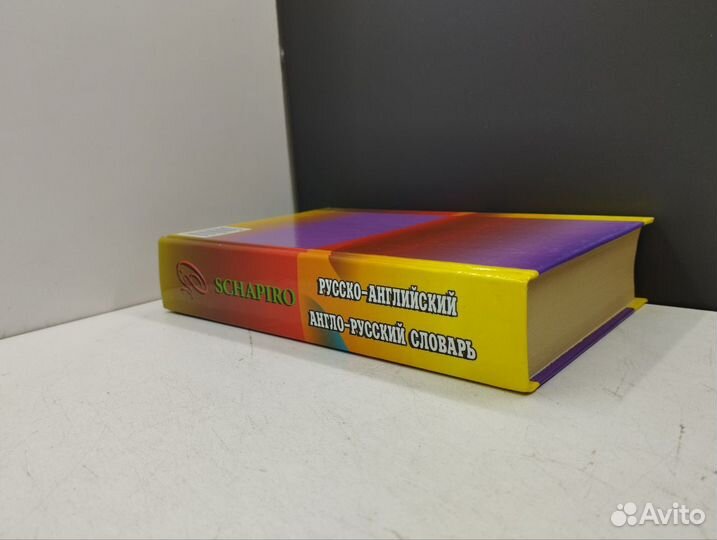 SCHAPIRO
РУССКО-АНГЛИЙСКИЙ
АНГЛО-РУССКИЙ СЛОВАРЬ
Avito